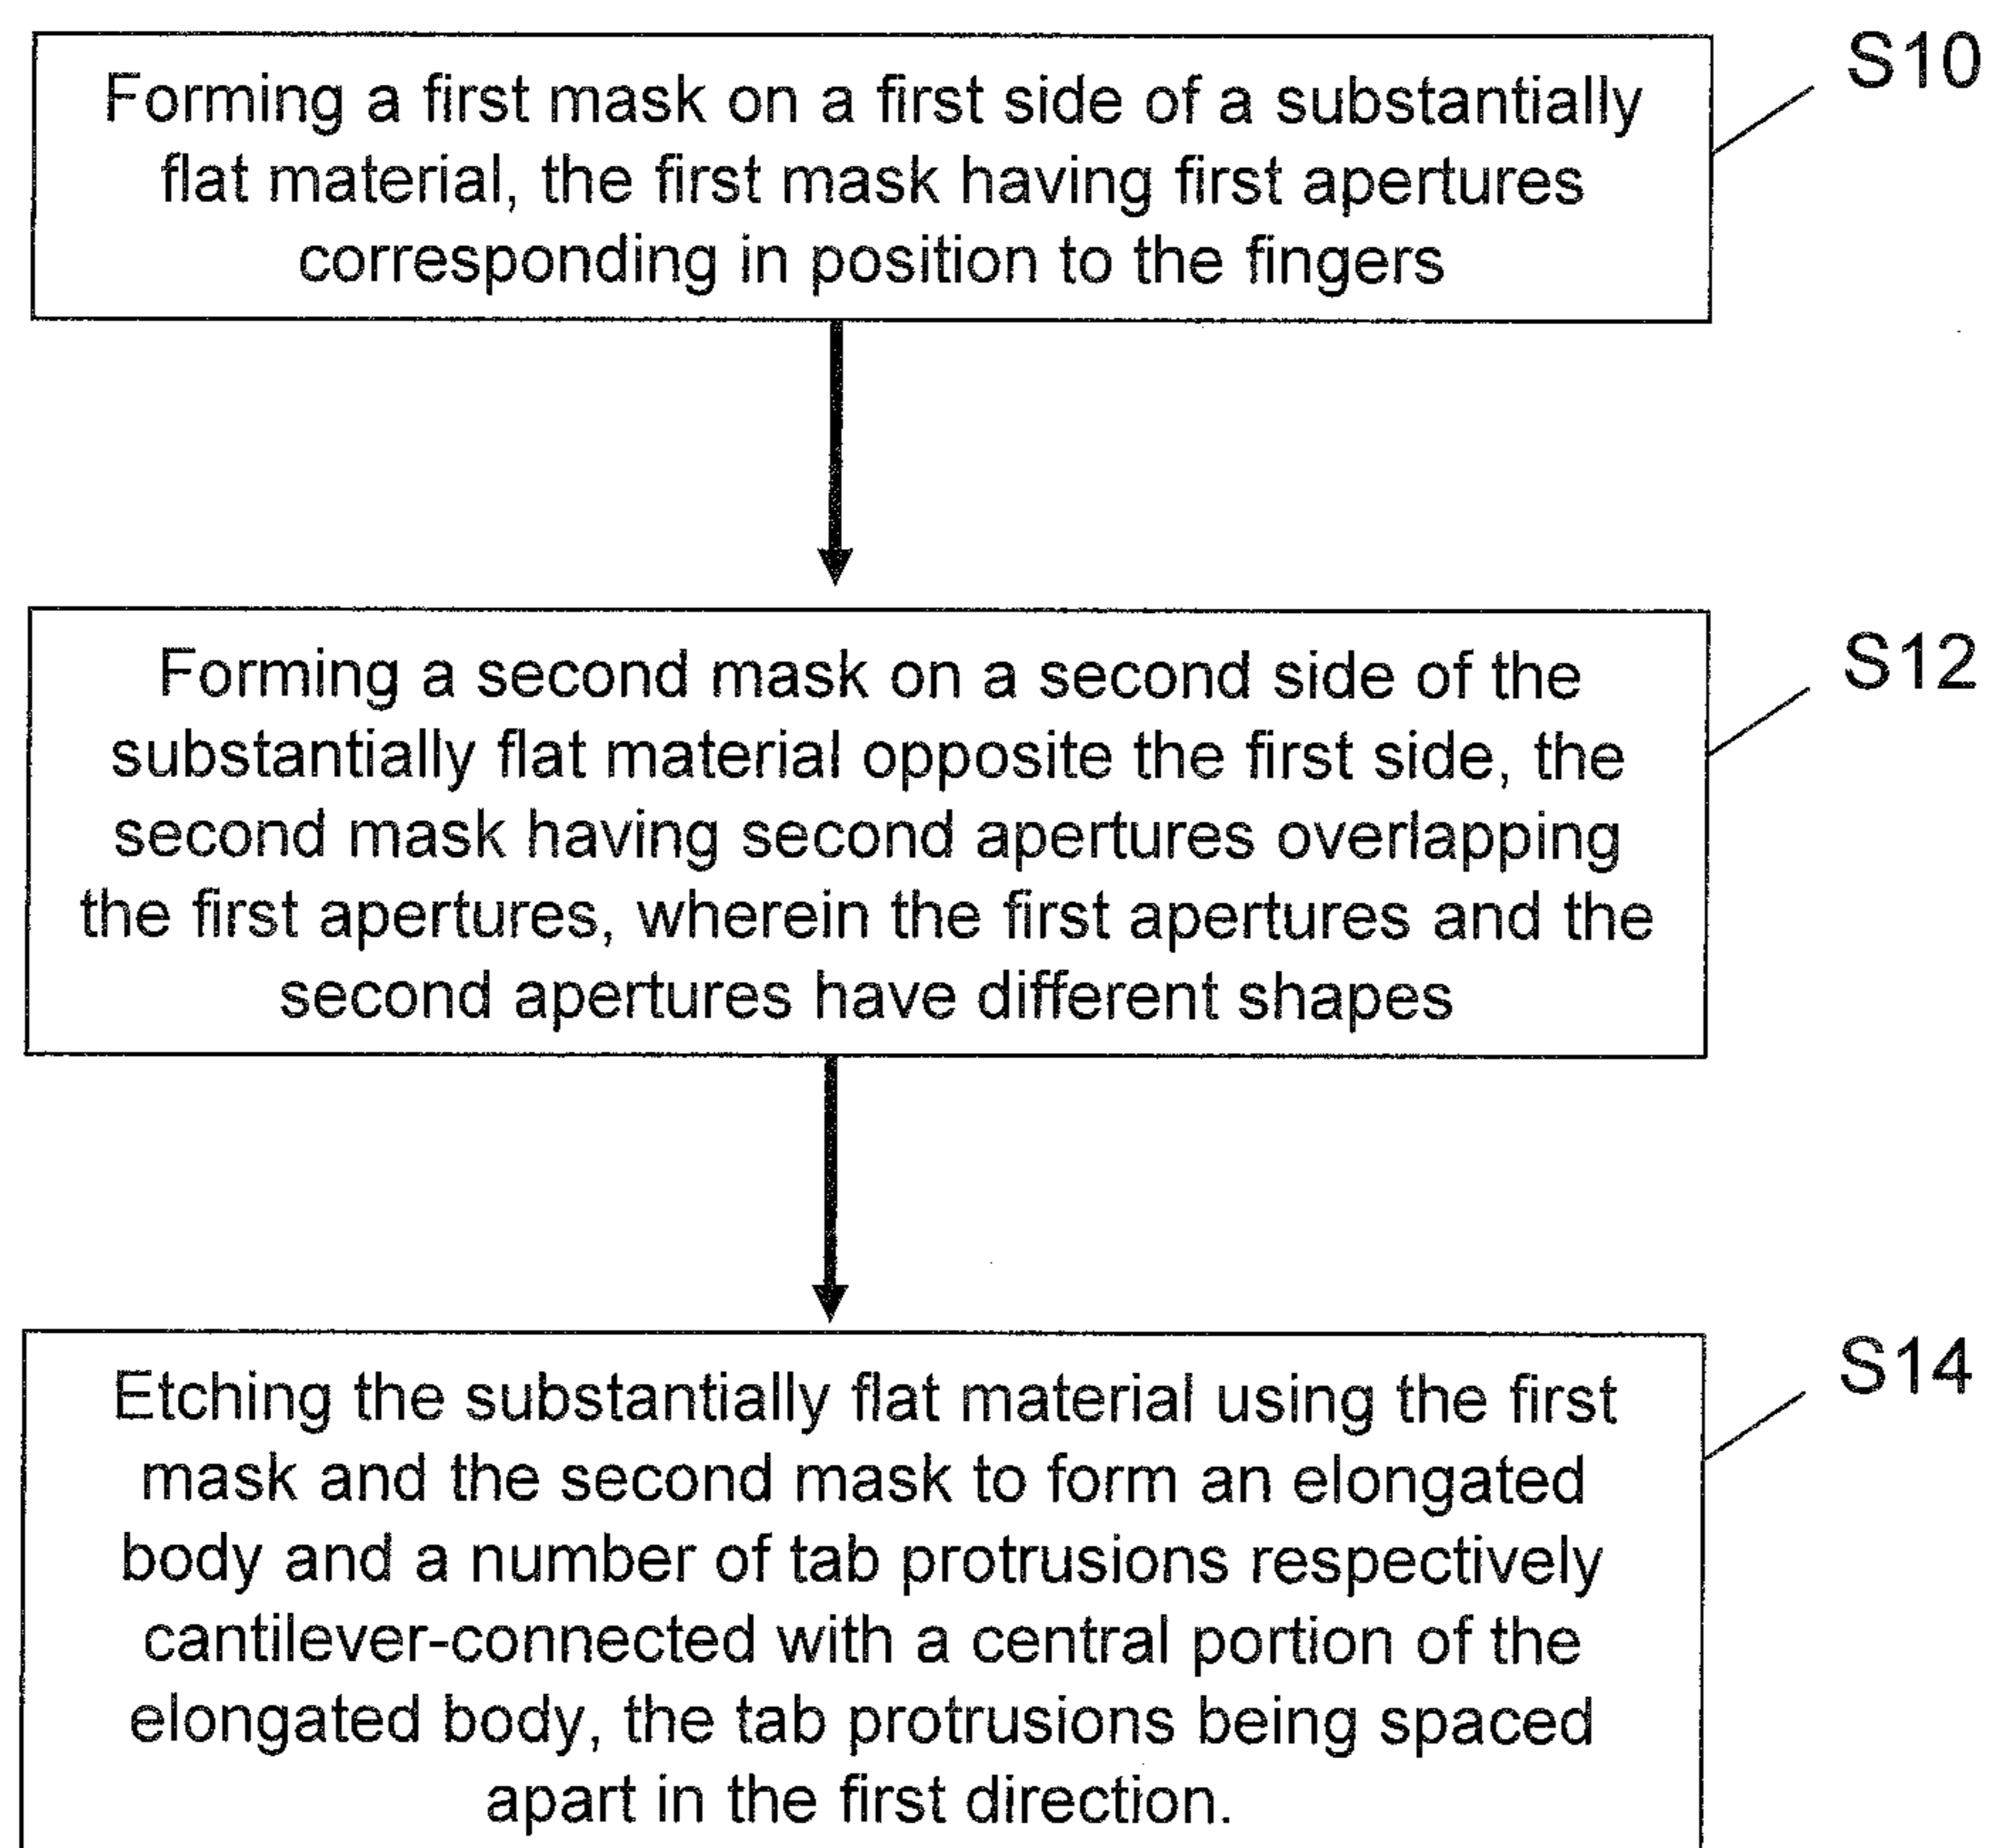 S10
Forming a first mask on a first side of a substantially
flat material, the first mask having first apertures
corresponding in position to the fingers
S12
Forming a second mask on a second side of the
substantially flat material opposite the first side, the
second mask having second apertures overlapping
the first apertures, wherein the first apertures and the
second apertures have different shapes
S14
Etching the substantially flat material using the first
mask and the second mask to form an elongated
body and a number of tab protrusions respectively
cantilever-connected with a central portion of the
elongated body, the tab protrusions being spaced
apart in the first direction.